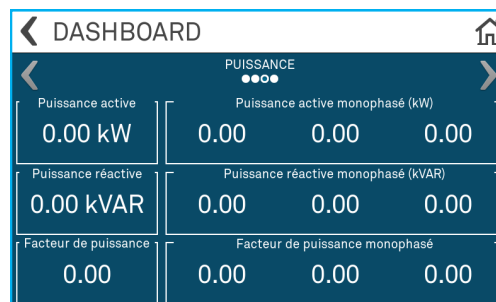 DASHBOARD
PUISSANCE
Puissance active
Puissance active monophasé (kW)
0.00 kW
0.00 0.00 0.00
Puissance réactive
Puissance réactive monophasé (kVAR)
0.00 kVAR
0.00 0.00 0.00
Facteur de puissance
Facteur de puissance monophasé
0.00
0.00 0.00 0.00